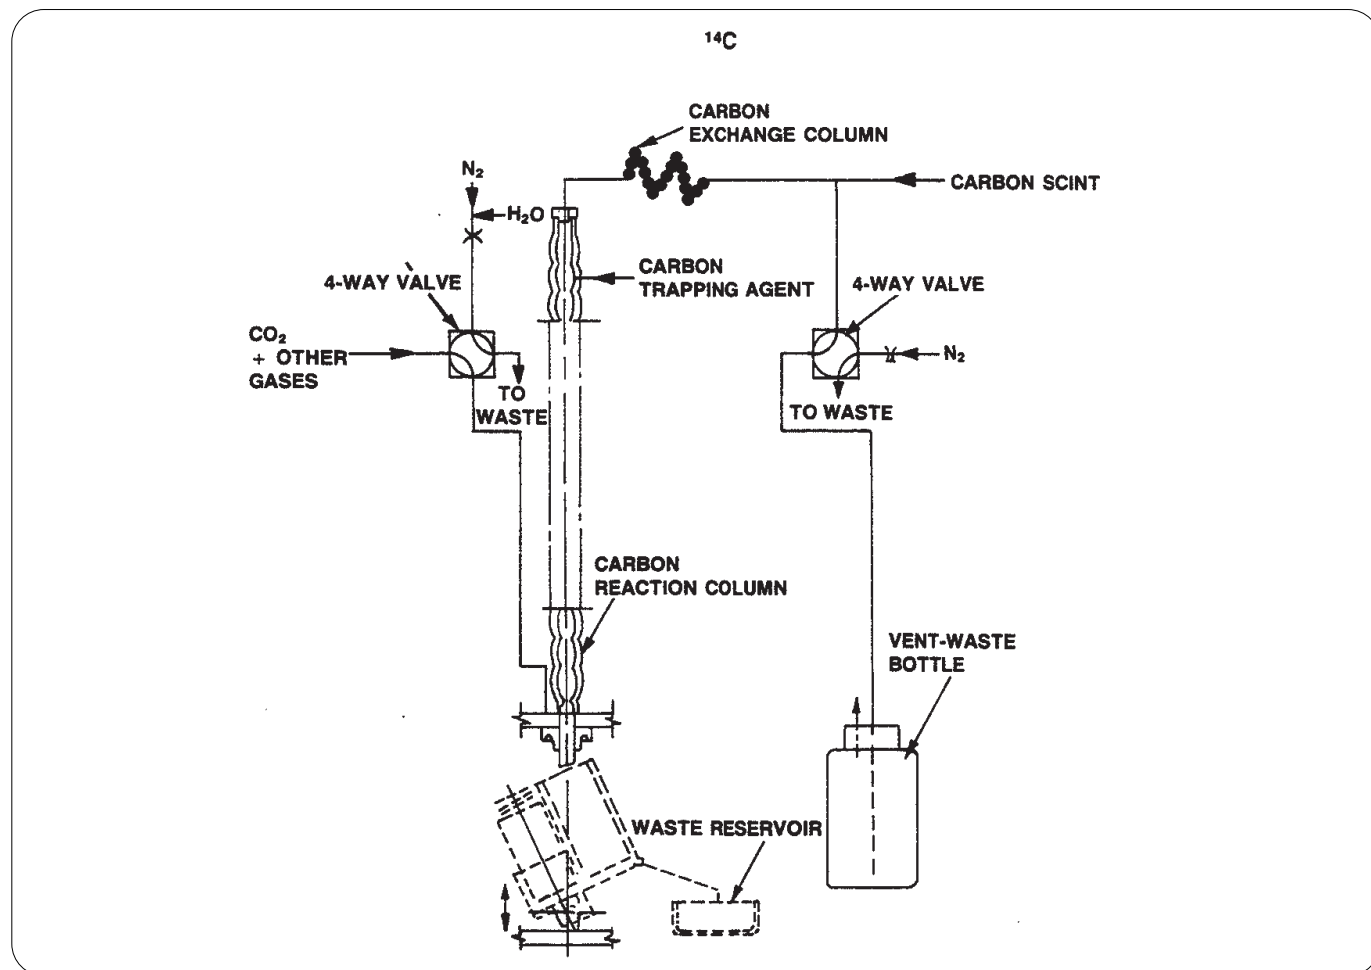 ¹⁴C
CARBON
EXCHANGE COLUMN
N₂
CARBON SCINT
H₂O
CARBON
TRAPPING AGENT
4-WAY VALVE
4-WAY VALVE
CO₂
+ OTHER
GASES
N₂
TO
WASTE
TO WASTE
CARBON
REACTION COLUMN
VENT-WASTE
BOTTLE
WASTE RESERVOIR